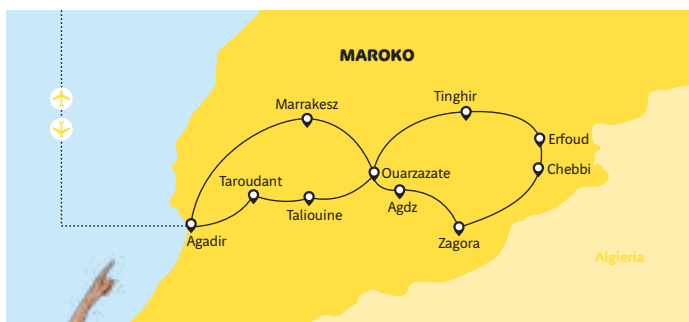 MAROKO
Tinghir
Marrakesz
Erfoud
Chebbi
Ouarzazate
Taroudant
Agdz
Taliouine
Agadir
Zagora
Algieria